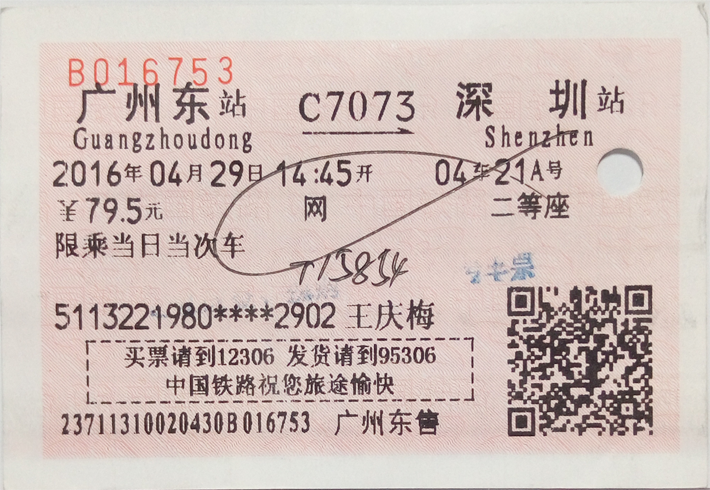 B016753
广州东站 C7073 深圳站
Guangzhoudong Shenzhen
2016年04月29日 14:45开 04车21A号
¥79.5元 网 二等座
限乘当日当次车
T15834
5113221980****2902 王庆梅
买票请到12306 发货请到95306
中国铁路祝您旅途愉快
23711310020430B016753 广州东售